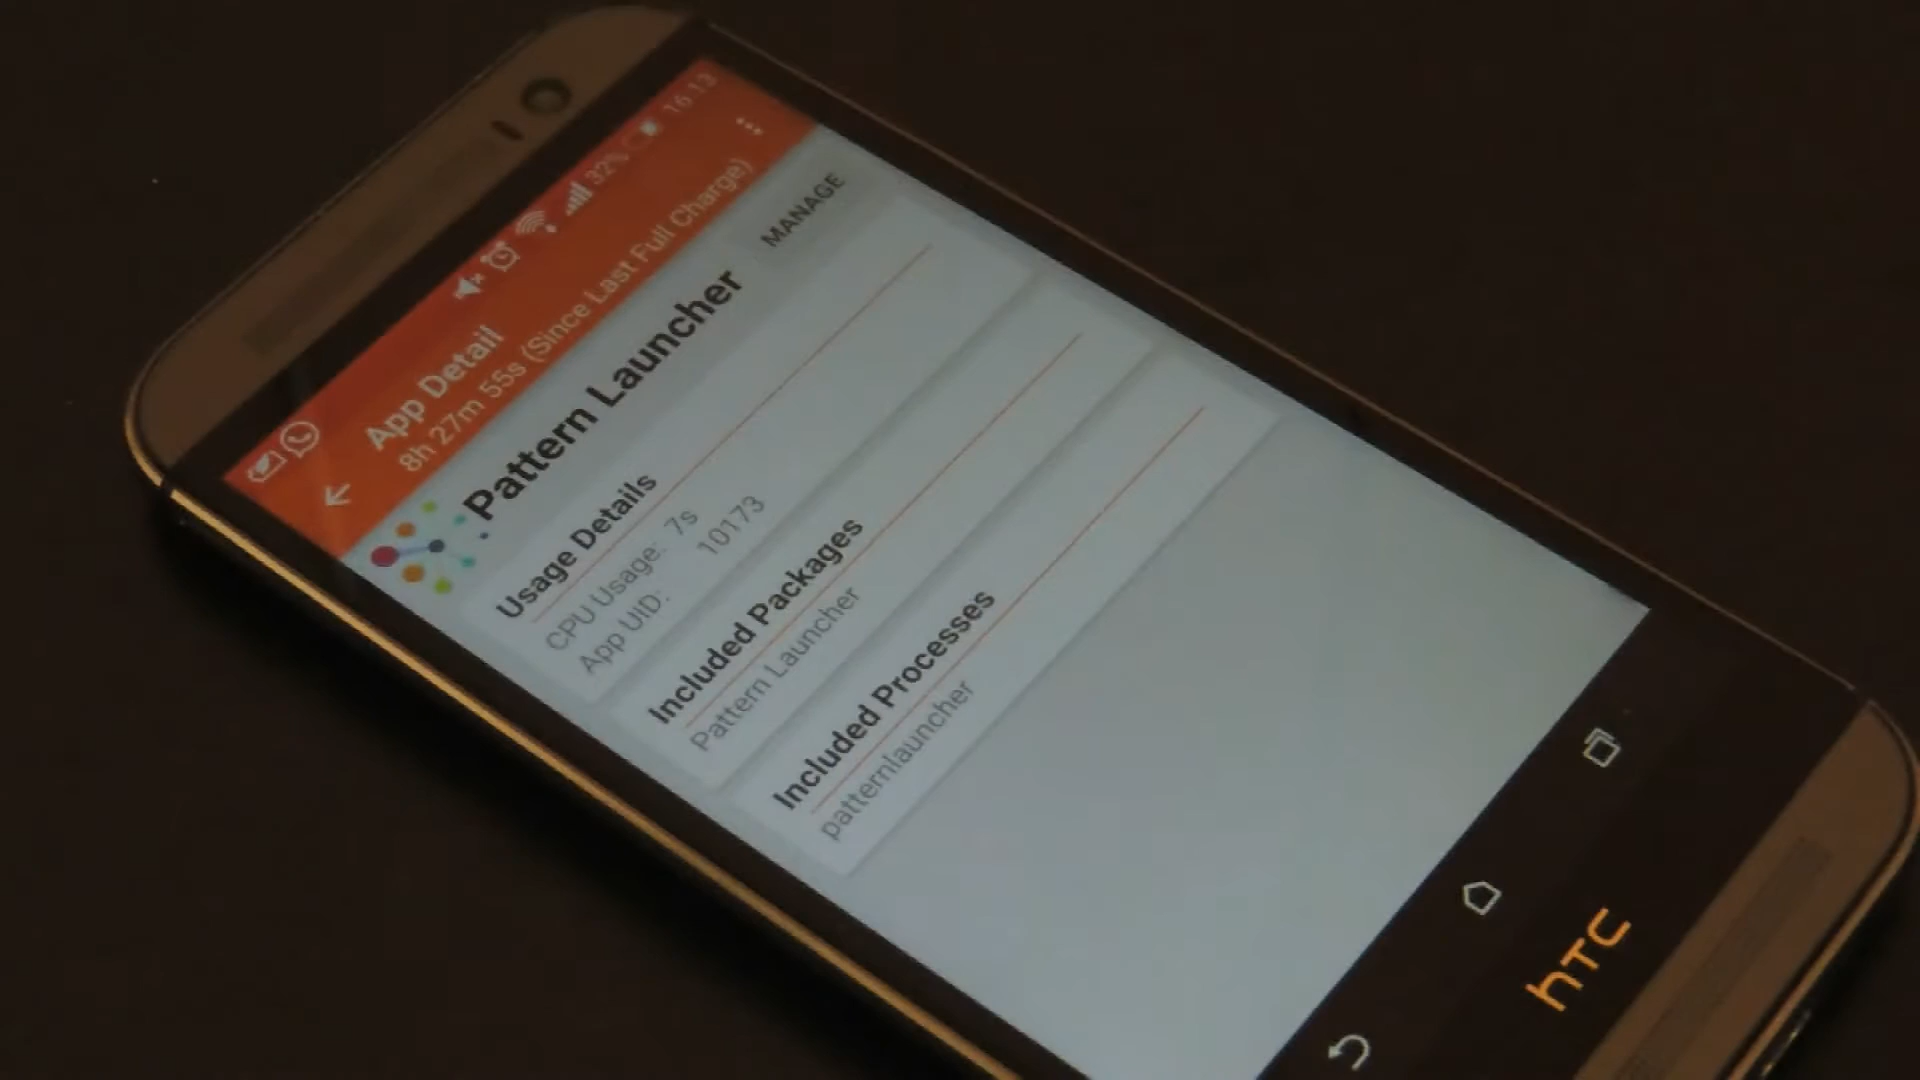 32% 16:13
App Detail
8h 27m 55s (Since Last Full Charge)
Pattern Launcher
MANAGE
Usage Details
CPU Usage: 7s
App UID: 10173
Included Packages
Pattern Launcher
Included Processes
patternlauncher
hTC